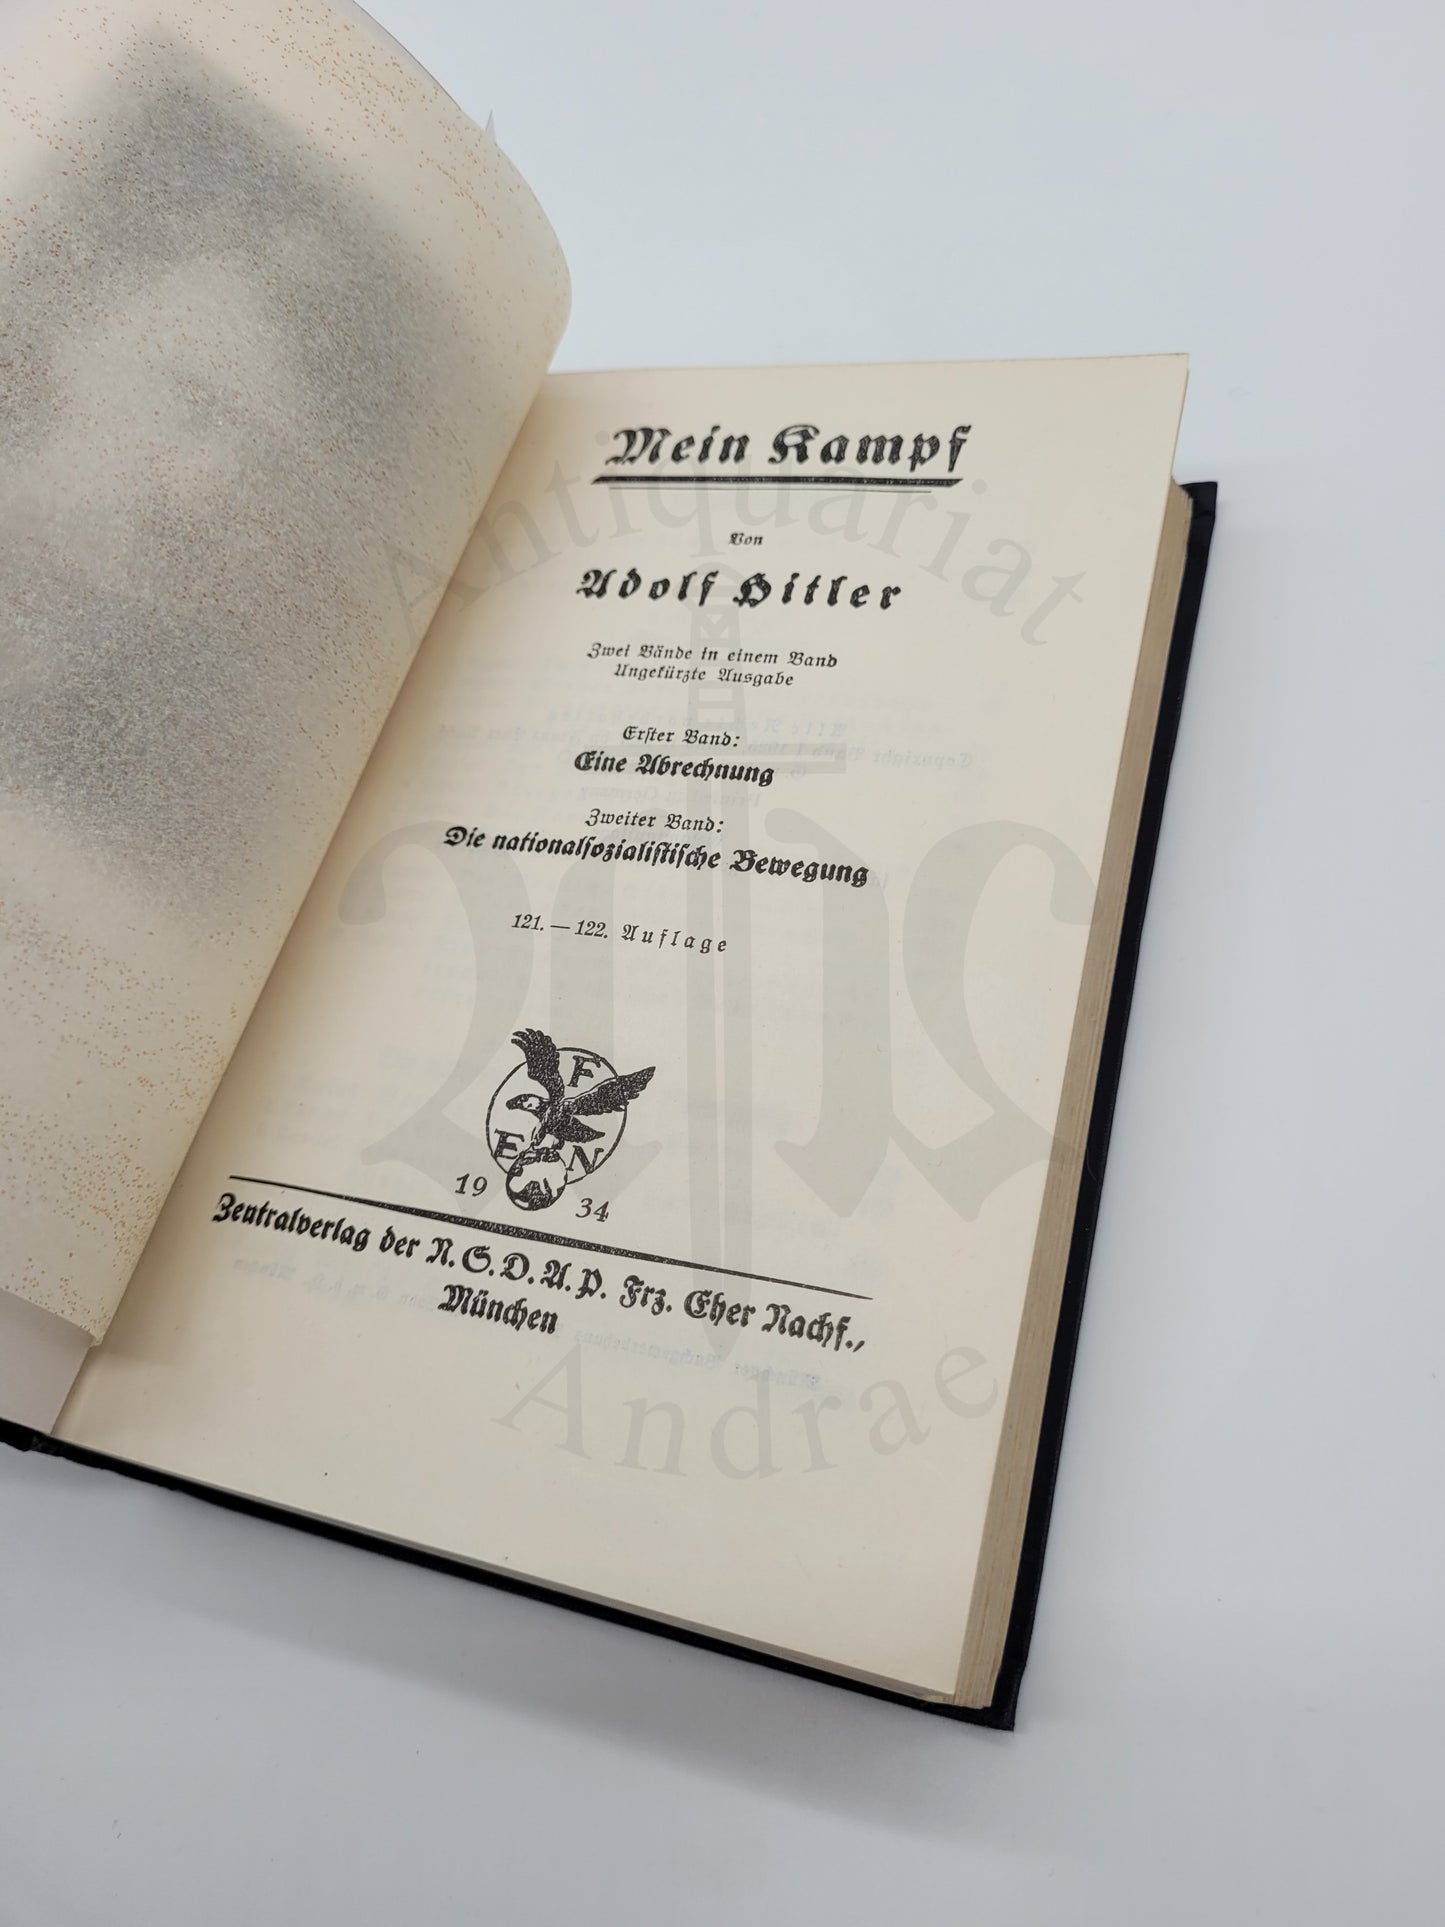 Mein Kampf
Von
Adolf Hitler
Zwei Bände in einem Band
Ungekürzte Ausgabe
Erster Band:
Eine Abrechnung
Zweiter Band:
Die nationalsozialistische Bewegung
121. — 122. Auflage
F
E N
19 34
Zentralverlag der N.S.D.A.P. Frz. Eher Nachf.,
München
Antiquariat
Andrae